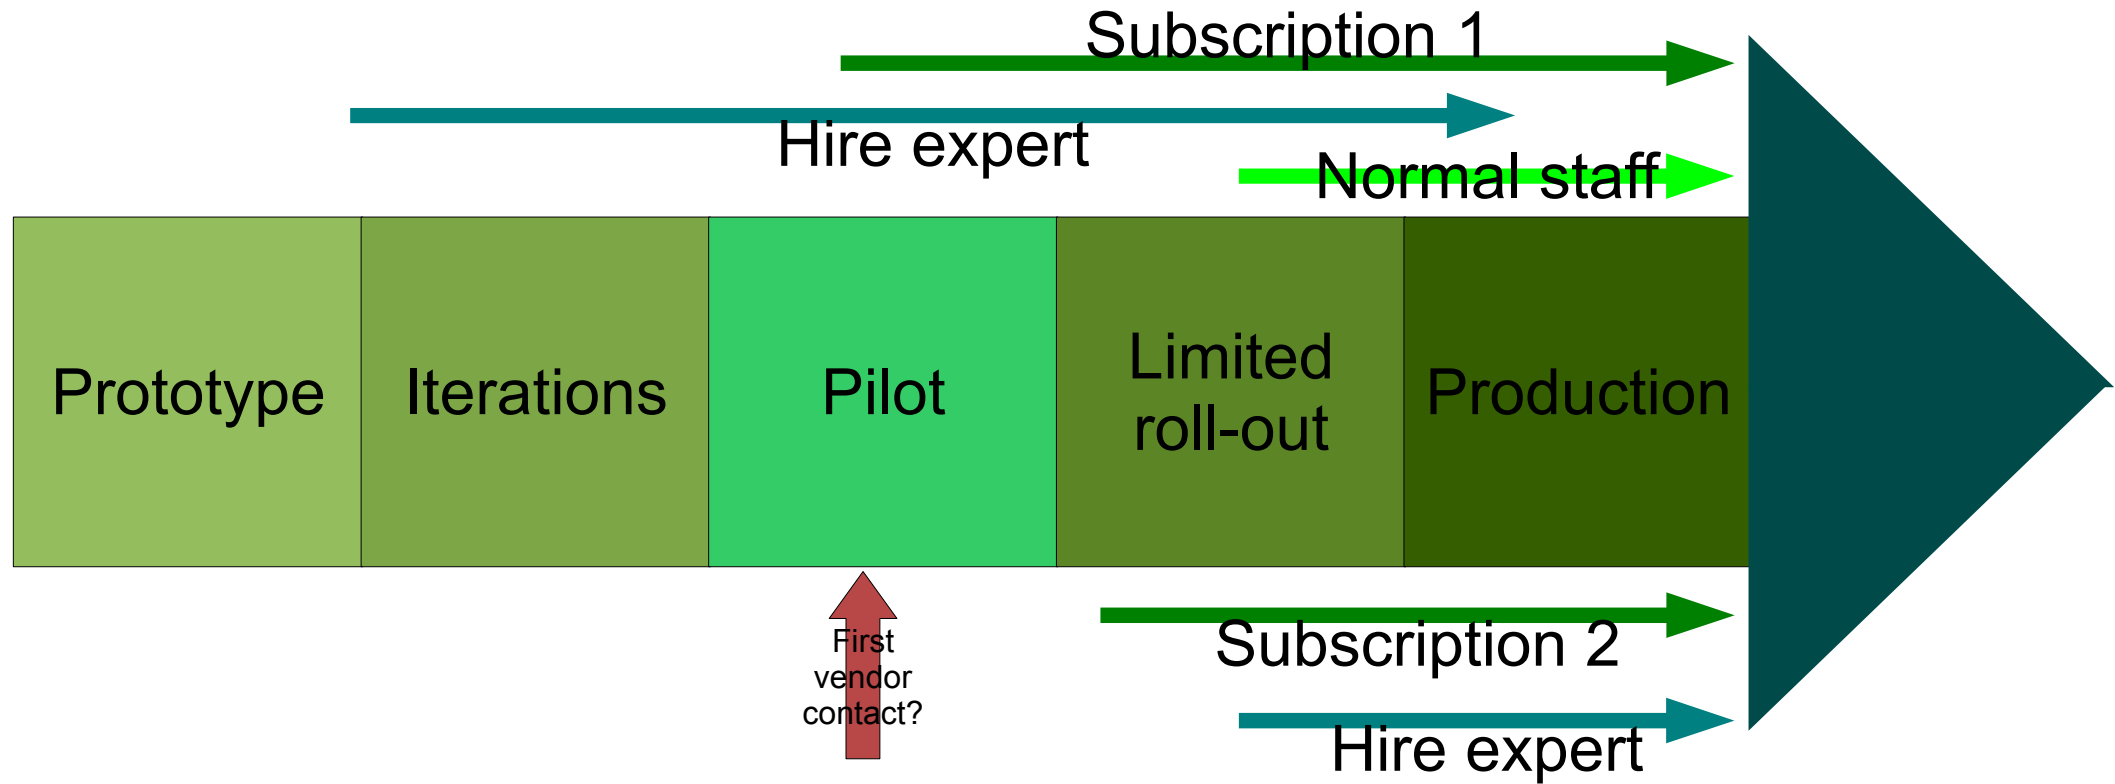 Subscription 1
Hire expert
Normal staff
Prototype
Iterations
Pilot
Limited
roll-out
Production
First
vendor
contact?
Subscription 2
Hire expert